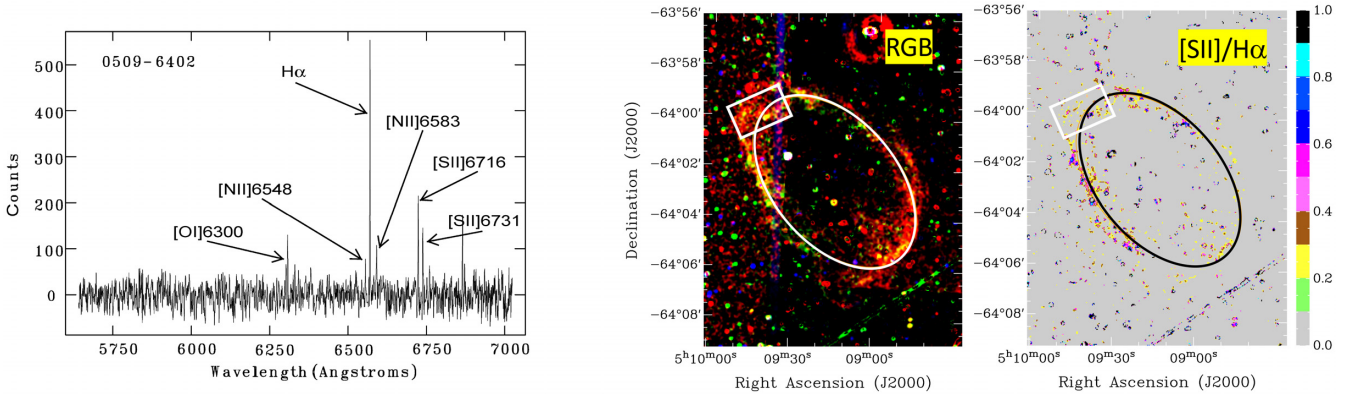 0509-6402
Hα
[NII]6583
[SII]6716
[NII]6548
[SII]6731
[OI]6300
500
400
300
200
100
0
Counts
5750 6000 6250 6500 6750 7000
Wavelength(Angstroms)
RGB
−63°56′
−63°58′
−64°00′
−64°02′
−64°04′
−64°06′
−64°08′
Declination (J2000)
5ʰ10ᵐ00ˢ 09ᵐ30ˢ 09ᵐ00ˢ
Right Ascension (J2000)
[SII]/Hα
−63°56′
−63°58′
−64°00′
−64°02′
−64°04′
−64°06′
−64°08′
5ʰ10ᵐ00ˢ 09ᵐ30ˢ 09ᵐ00ˢ
Right Ascension (J2000)
1.0
0.8
0.6
0.4
0.2
0.0